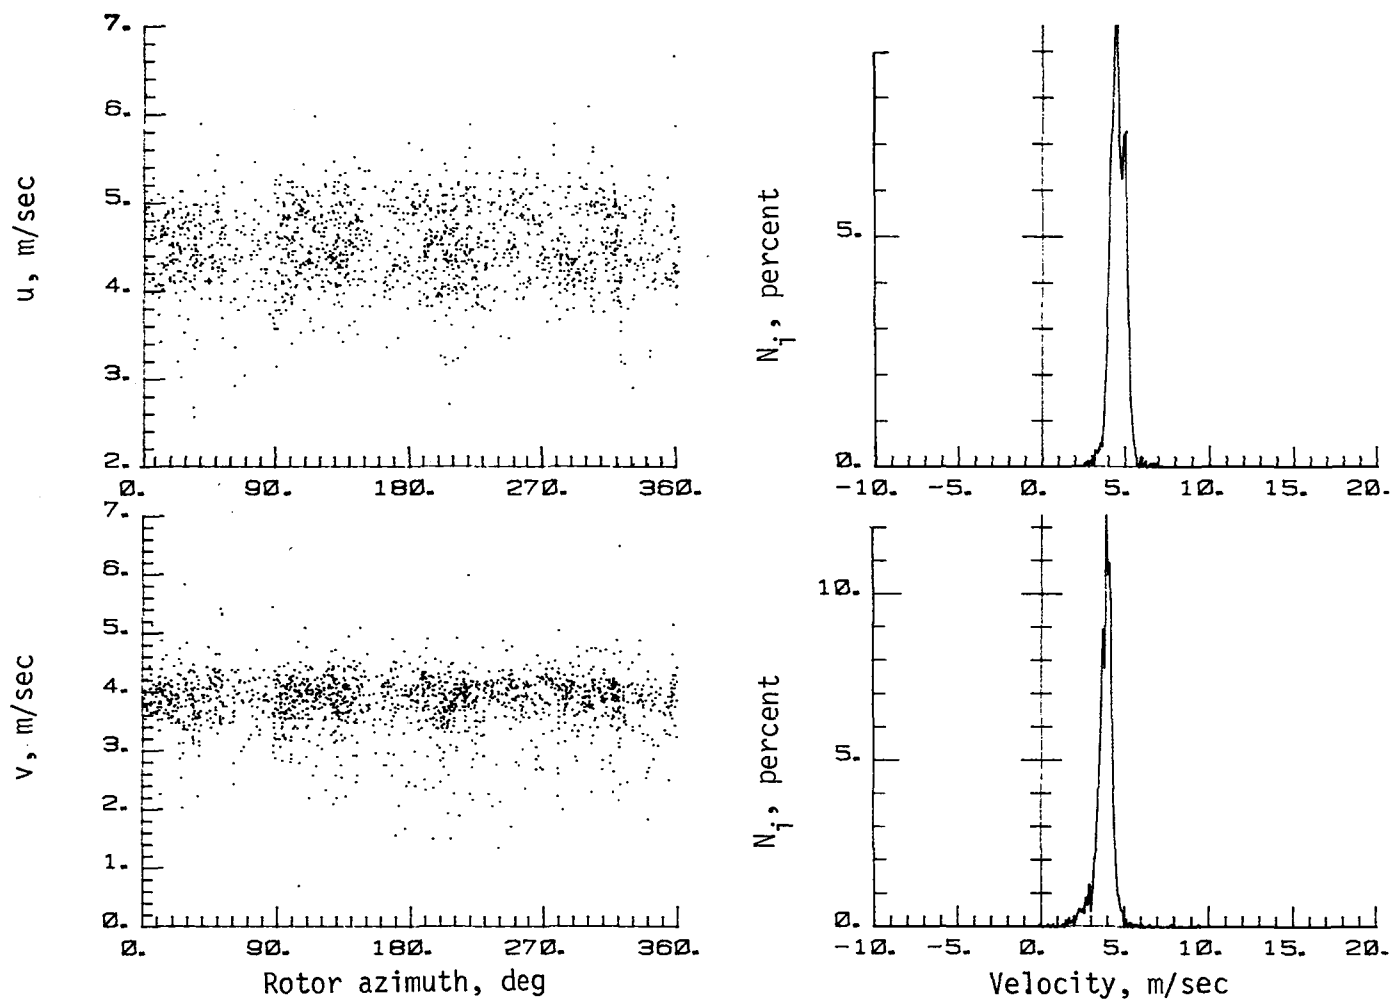 7.
6.
5.
4.
3.
2.
u, m/sec
0. 90. 180. 270. 360.
5.
0.
N_j, percent
-10. -5. 0. 5. 10. 15. 20.
7.
6.
5.
4.
3.
2.
1.
0.
v, m/sec
0. 90. 180. 270. 360.
Rotor azimuth, deg
10.
5.
0.
N_j, percent
-10. -5. 0. 5. 10. 15. 20.
Velocity, m/sec